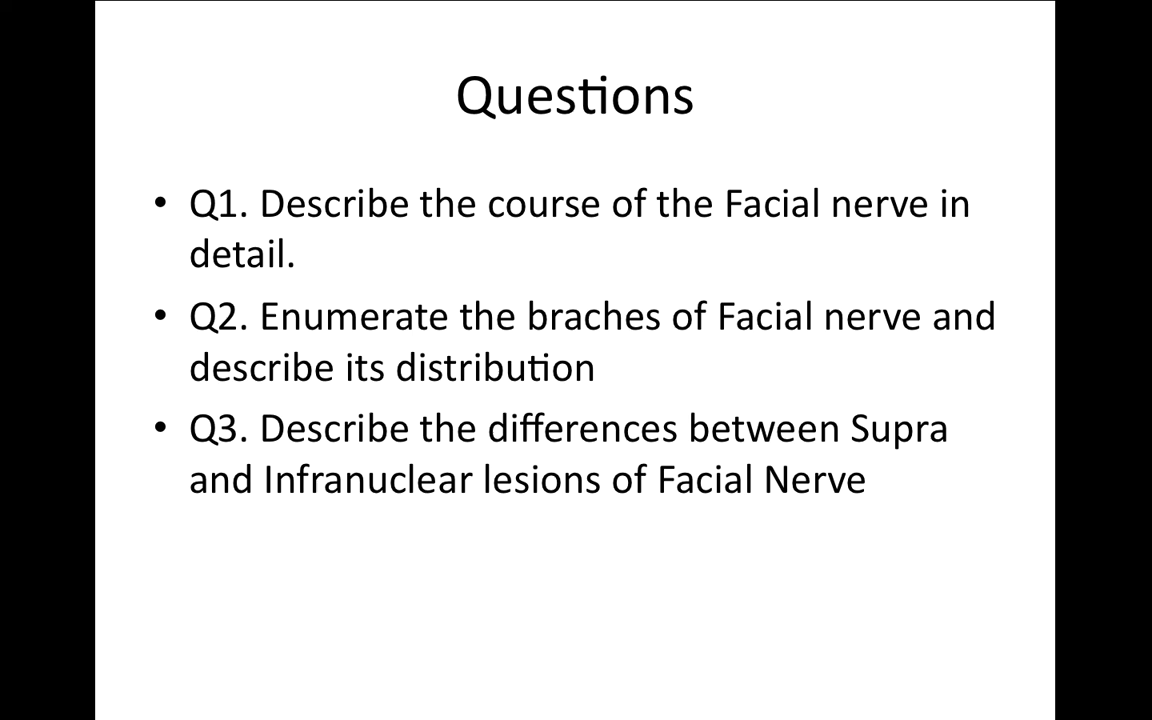 Questions
• Q1. Describe the course of the Facial nerve in
detail.
• Q2. Enumerate the braches of Facial nerve and
describe its distribution
• Q3. Describe the differences between Supra
and Infranuclear lesions of Facial Nerve